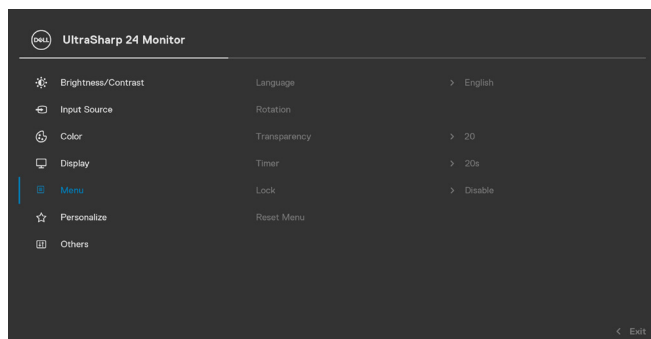 DELL UltraSharp 24 Monitor
Brightness/Contrast Language > English
Input Source Rotation
Color Transparency > 20
Display Timer > 20s
Menu Lock > Disable
Personalize Reset Menu
Others
< Exit